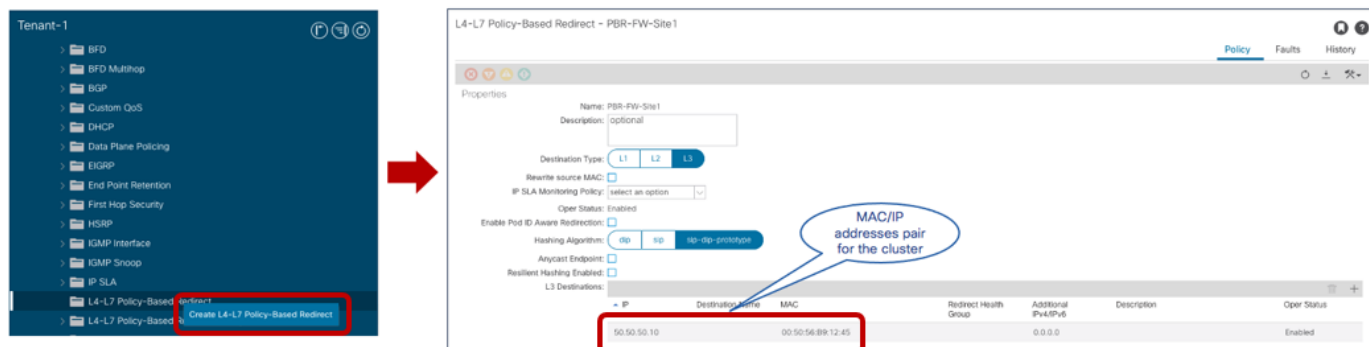 Tenant-1
BFD
BFD Multihop
BGP
Custom QoS
DHCP
Data Plane Policing
EIGRP
End Point Retention
First Hop Security
HSRP
IGMP Interface
IGMP Snoop
IP SLA
L4-L7 Policy-Based Redirect
L4-L7 Policy-Based R
Create L4-L7 Policy-Based Redirect
L4-L7 Policy-Based Redirect - PBR-FW-Site1
Policy Faults History
Properties
Name: PBR-FW-Site1
Description: optional
Destination Type: L1 L2 L3
Rewrite source MAC:
IP SLA Monitoring Policy: select an option
Oper Status: Enabled
Enable Pod ID Aware Redirection:
Hashing Algorithm: dip sip sip-dip-prototype
Anycast Endpoint:
Resilient Hashing Enabled:
L3 Destinations:
MAC/IP
addresses pair
for the cluster
IP Destination Name MAC Redirect Health Additional Description Oper Status
Group IPv4/IPv6
50.50.50.10 00:50:56:B9:12:45 0.0.0.0 Enabled